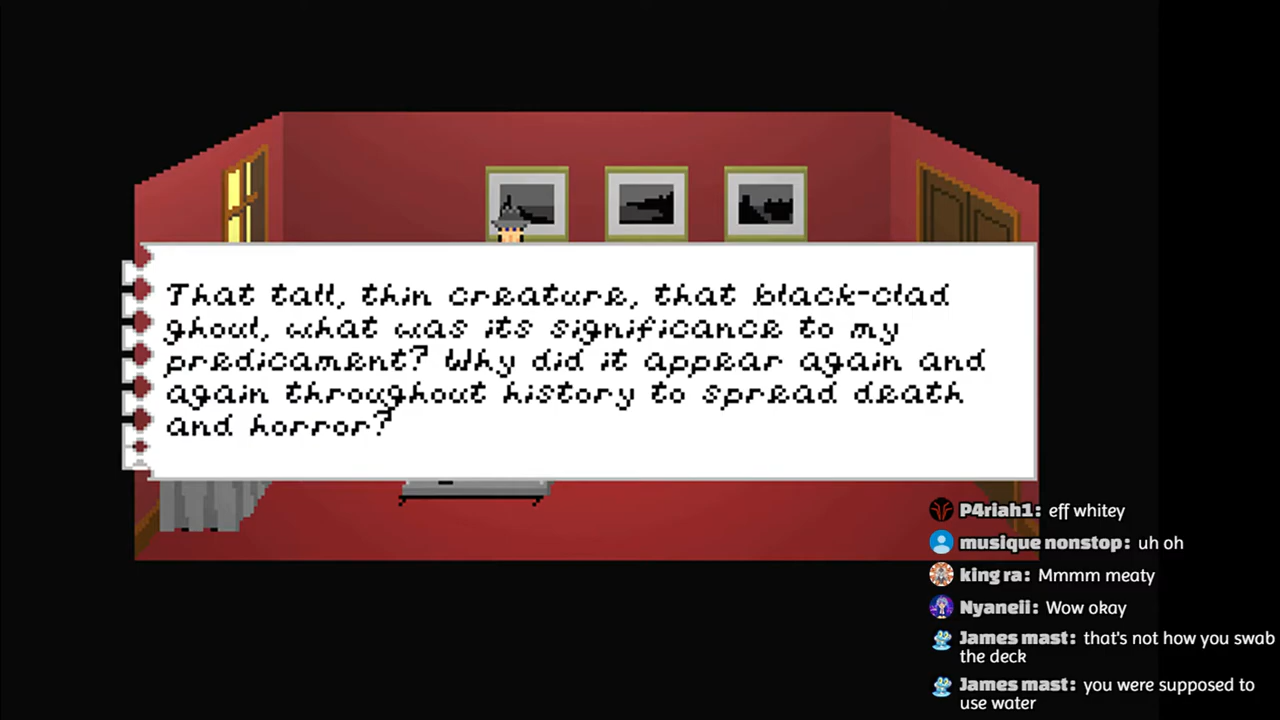 That tall, thin creature, that black-clad
ghoul, what was its significance to my
predicament? Why did it appear again and
again throughout history to spread death
and horror?
P4riah1: eff whitey
musique nonstop: uh oh
king ra: Mmmm meaty
Nyaneii: Wow okay
James mast: that's not how you swab
the deck
James mast: you were supposed to
use water